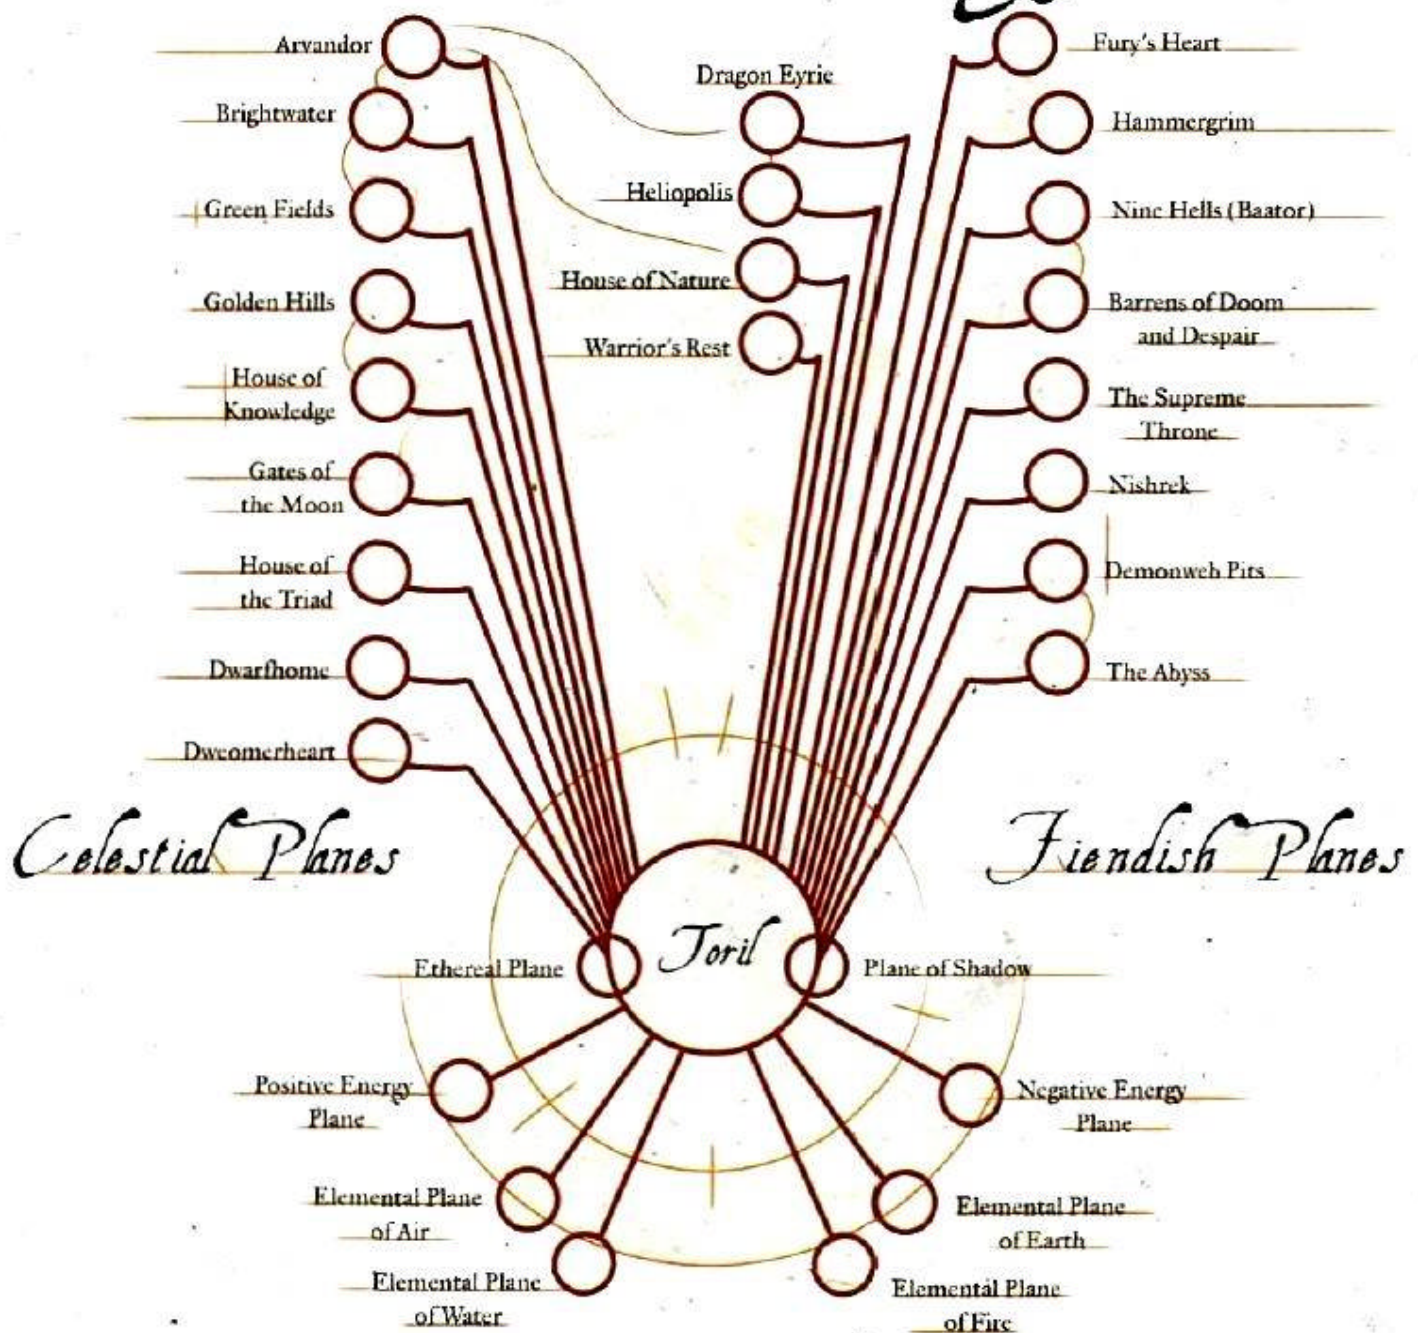 Arvandor
Brightwater
Green Fields
Golden Hills
House of
Knowledge
Gates of
the Moon
House of
the Triad
Dwarfhome
Dweomerheart
Celestial Planes
Dragon Eyrie
Heliopolis
House of Nature
Warrior's Rest
Fury's Heart
Hammergrim
Nine Hells (Baator)
Barrens of Doom
and Despair
The Supreme
Throne
Nishrek
Demonweb Pits
The Abyss
Fiendish Planes
Toril
Ethereal Plane
Plane of Shadow
Positive Energy
Plane
Negative Energy
Plane
Elemental Plane
of Air
Elemental Plane
of Earth
Elemental Plane
of Water
Elemental Plane
of Fire